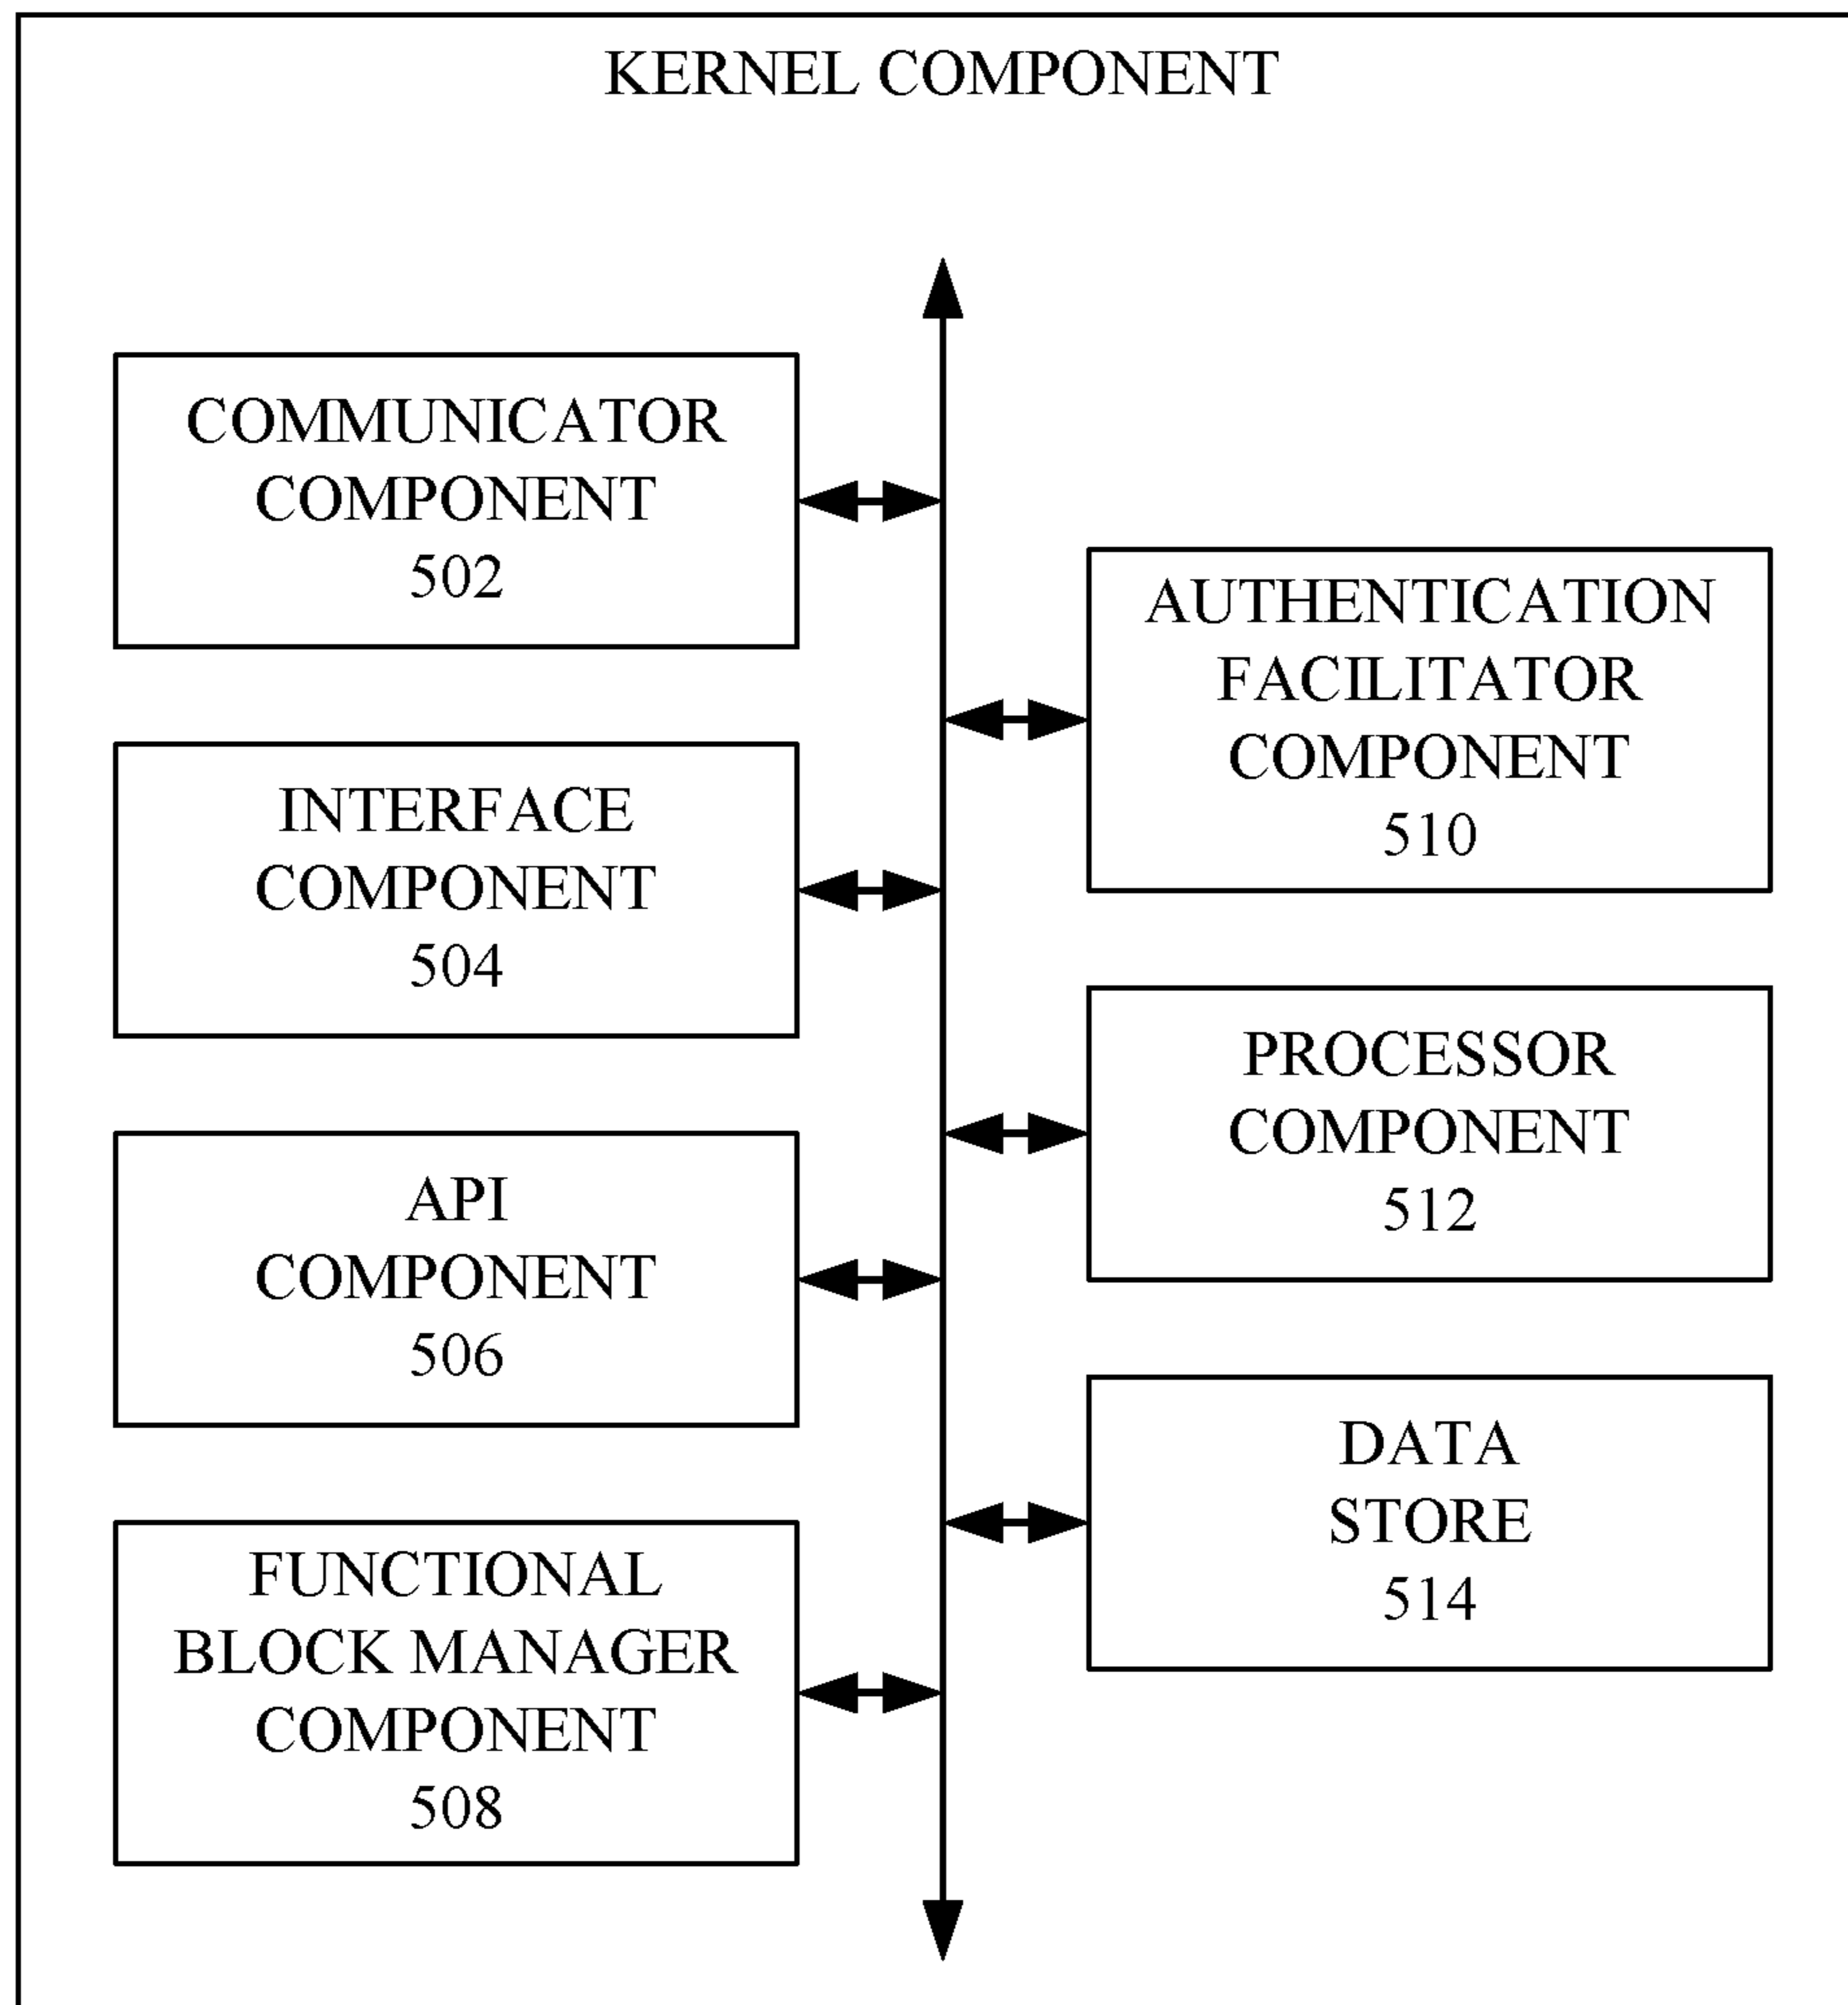 KERNEL COMPONENT
COMMUNICATOR
COMPONENT
502
INTERFACE
COMPONENT
504
API
COMPONENT
506
FUNCTIONAL
BLOCK MANAGER
COMPONENT
508
AUTHENTICATION
FACILITATOR
COMPONENT
510
PROCESSOR
COMPONENT
512
DATA
STORE
514